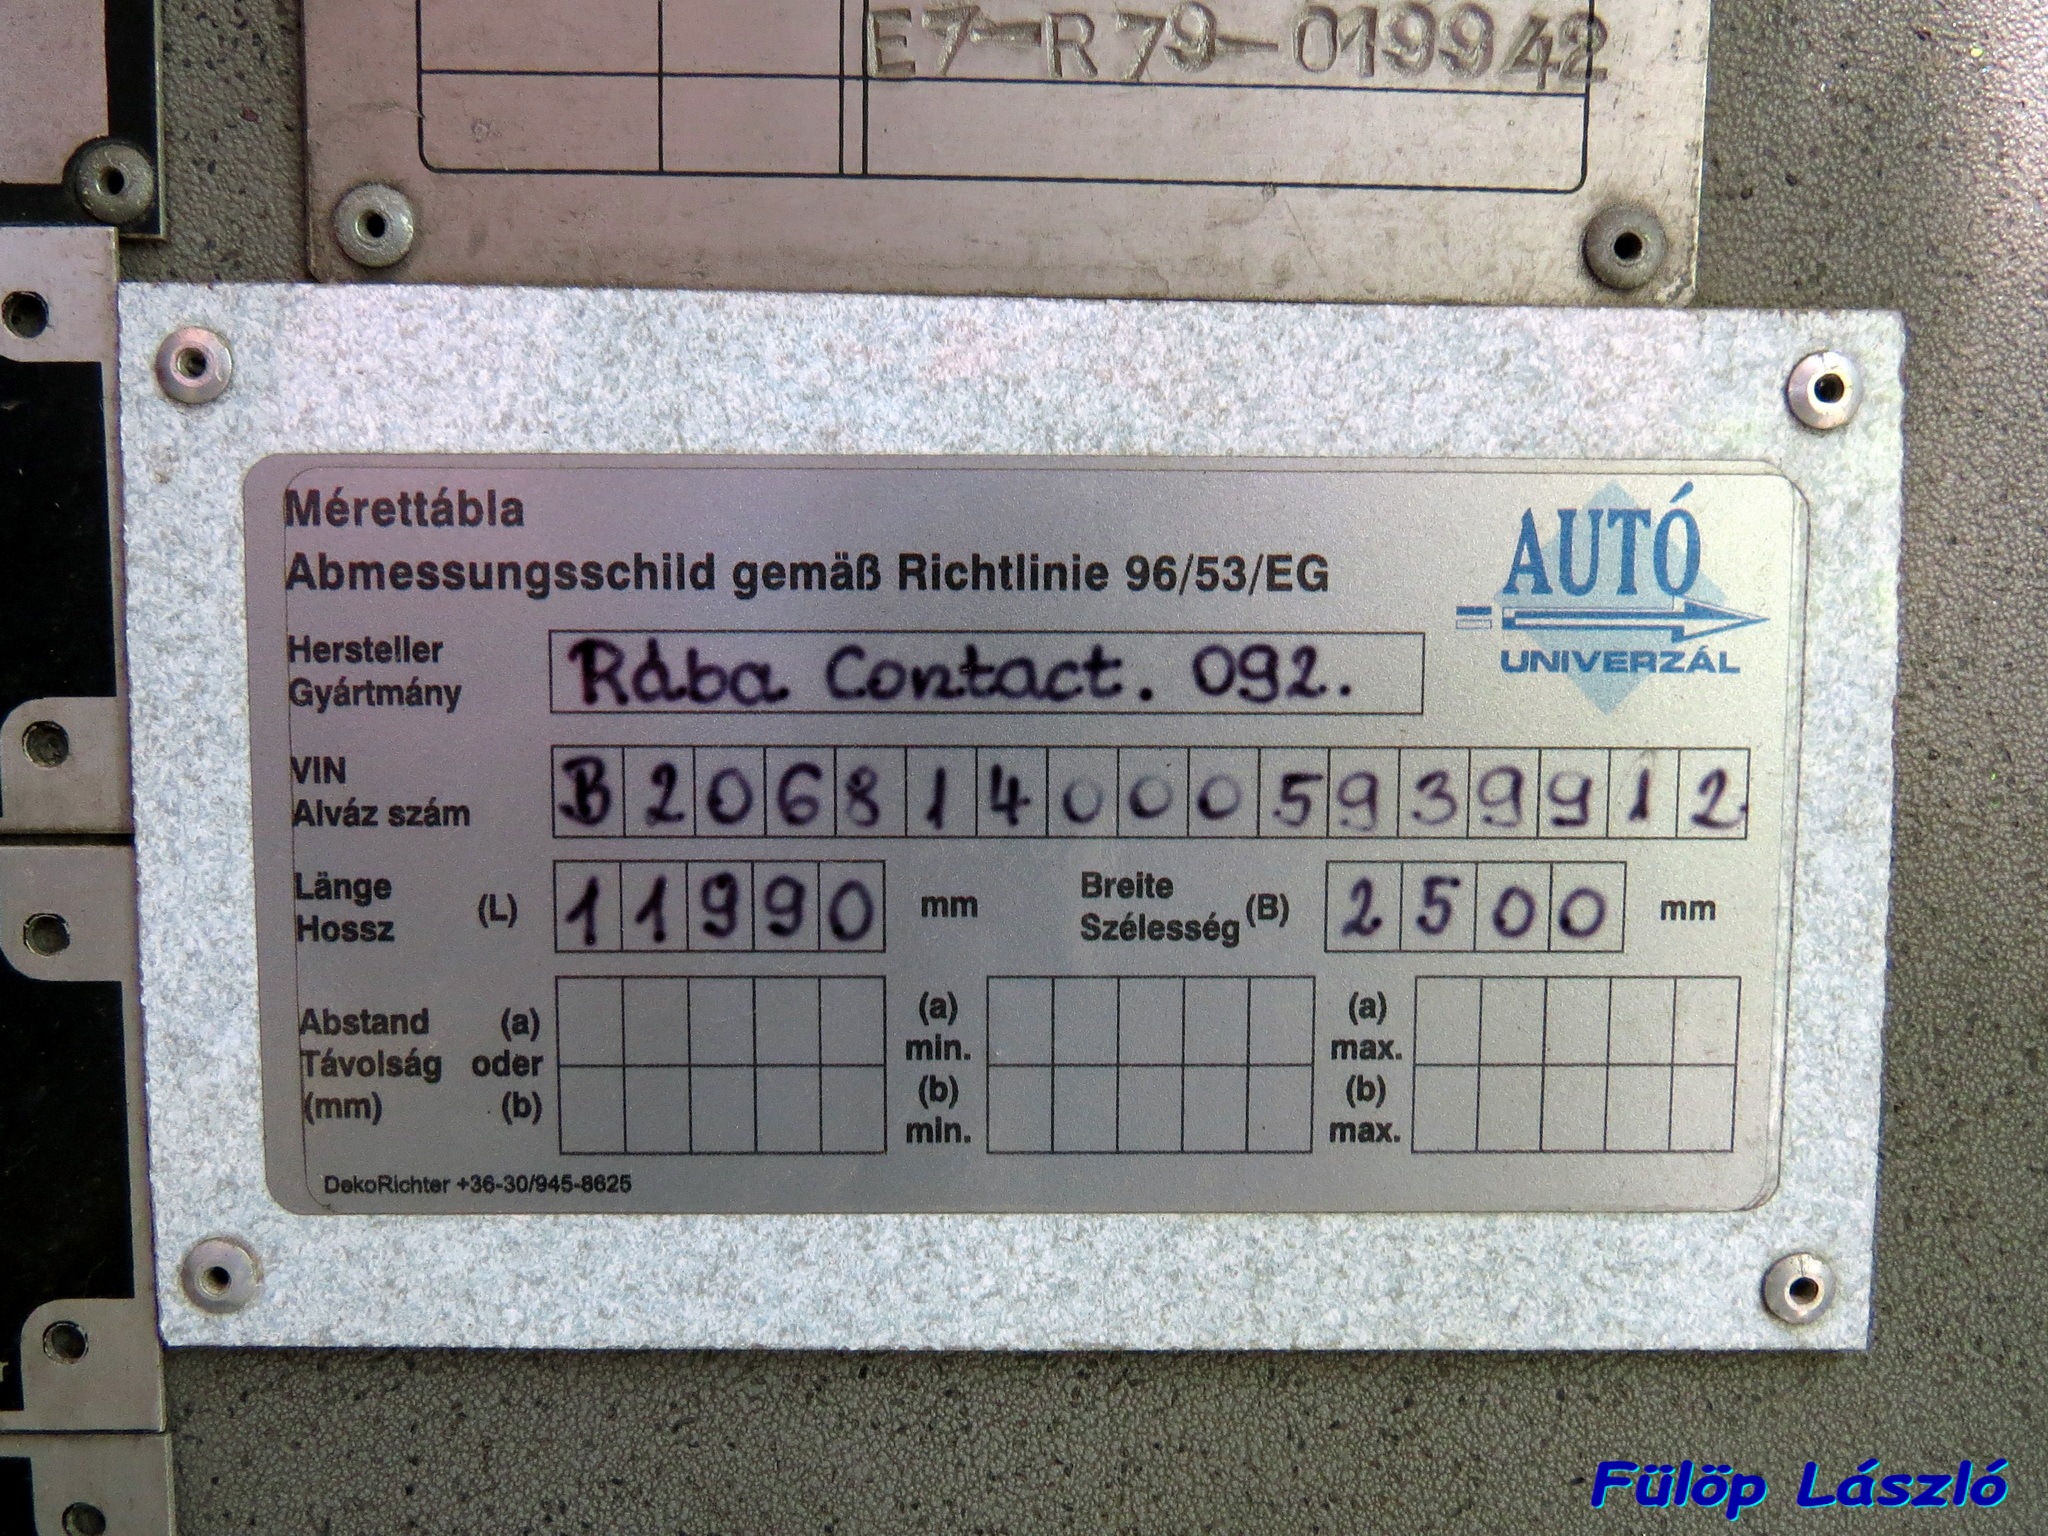 E7-R79-019942
Mérettábla
Abmessungsschild gemäß Richtlinie 96/53/EG
AUTÓ
UNIVERZÁL
Hersteller
Gyártmány
Rába Contact. 092.
VIN
Alváz szám
B2068140005939912
Länge
Hossz
(L)
11990
mm
Breite
Szélesség
(B)
2500
mm
Abstand (a)
Távolság oder
(mm) (b)
(a)
min.
(b)
min.
(a)
max.
(b)
max.
DekoRichter +36-30/945-8625
Fülöp László